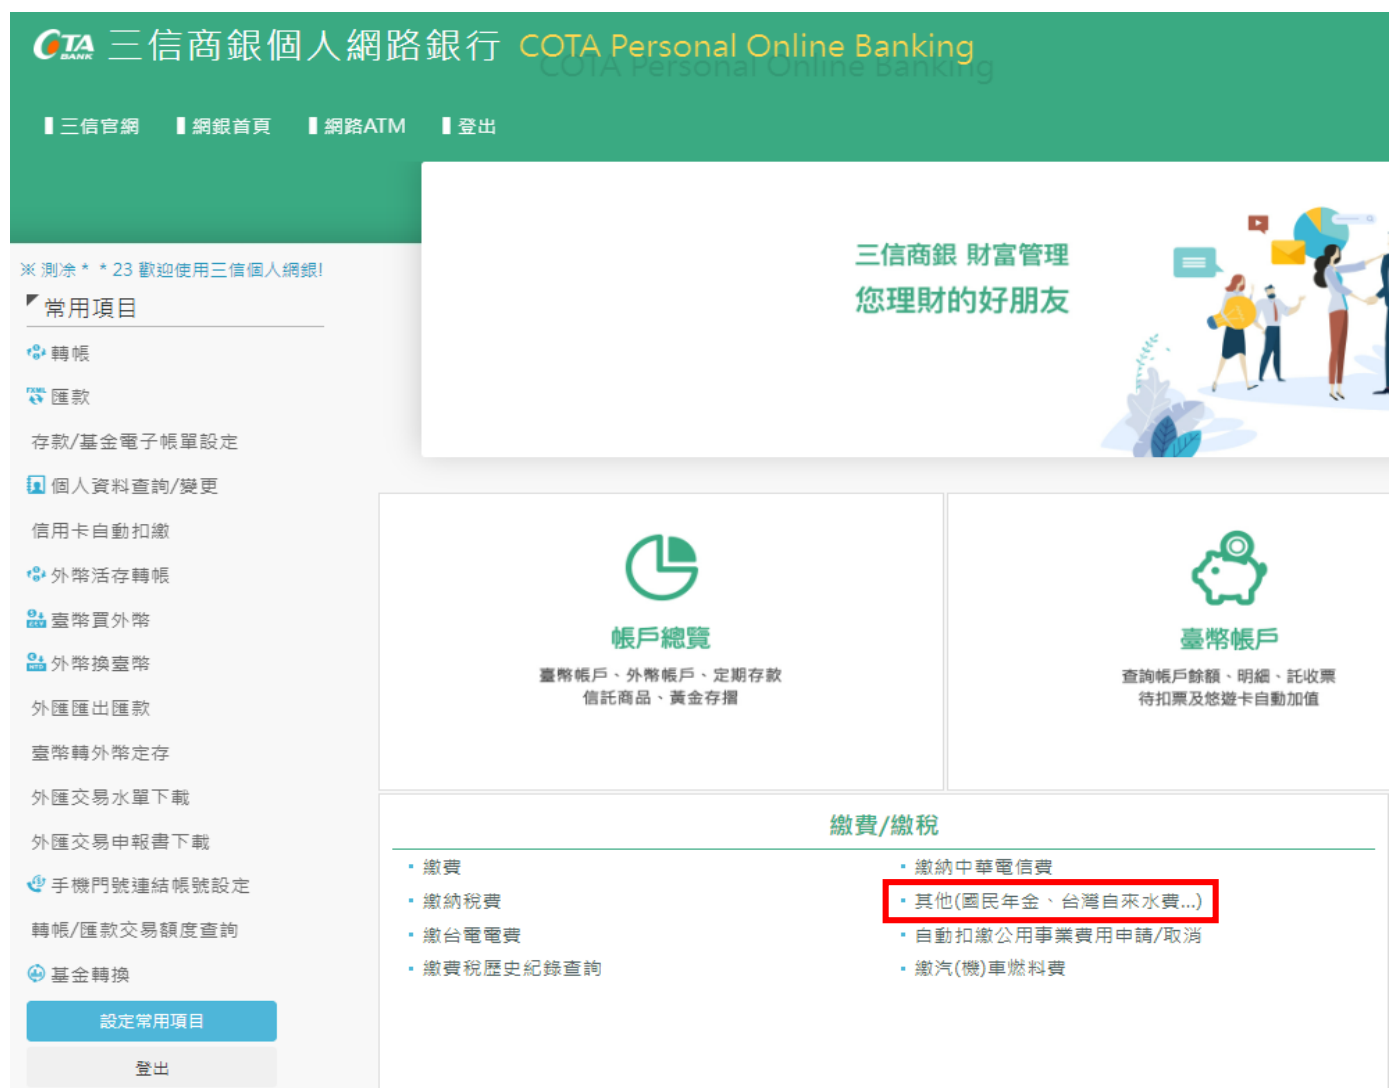 COTA BANK 三信商銀個人網路銀行 COTA Personal Online Banking
三信官網 網銀首頁 網路ATM 登出
三信商銀 財富管理
您理財的好朋友
※ 測凃＊＊23 歡迎使用三信個人網銀!
常用項目
轉帳
匯款
存款/基金電子帳單設定
個人資料查詢/變更
信用卡自動扣繳
外幣活存轉帳
臺幣買外幣
外幣換臺幣
外匯匯出匯款
臺幣轉外幣定存
外匯交易水單下載
外匯交易申報書下載
手機門號連結帳號設定
轉帳/匯款交易額度查詢
基金轉換
設定常用項目
登出
帳戶總覽
臺幣帳戶、外幣帳戶、定期存款
信託商品、黃金存摺
臺幣帳戶
查詢帳戶餘額、明細、託收票
待扣票及悠遊卡自動加值
繳費/繳稅
繳費
繳納稅費
繳台電電費
繳費稅歷史紀錄查詢
繳納中華電信費
其他(國民年金、台灣自來水費...)
自動扣繳公用事業費用申請/取消
繳汽(機)車燃料費